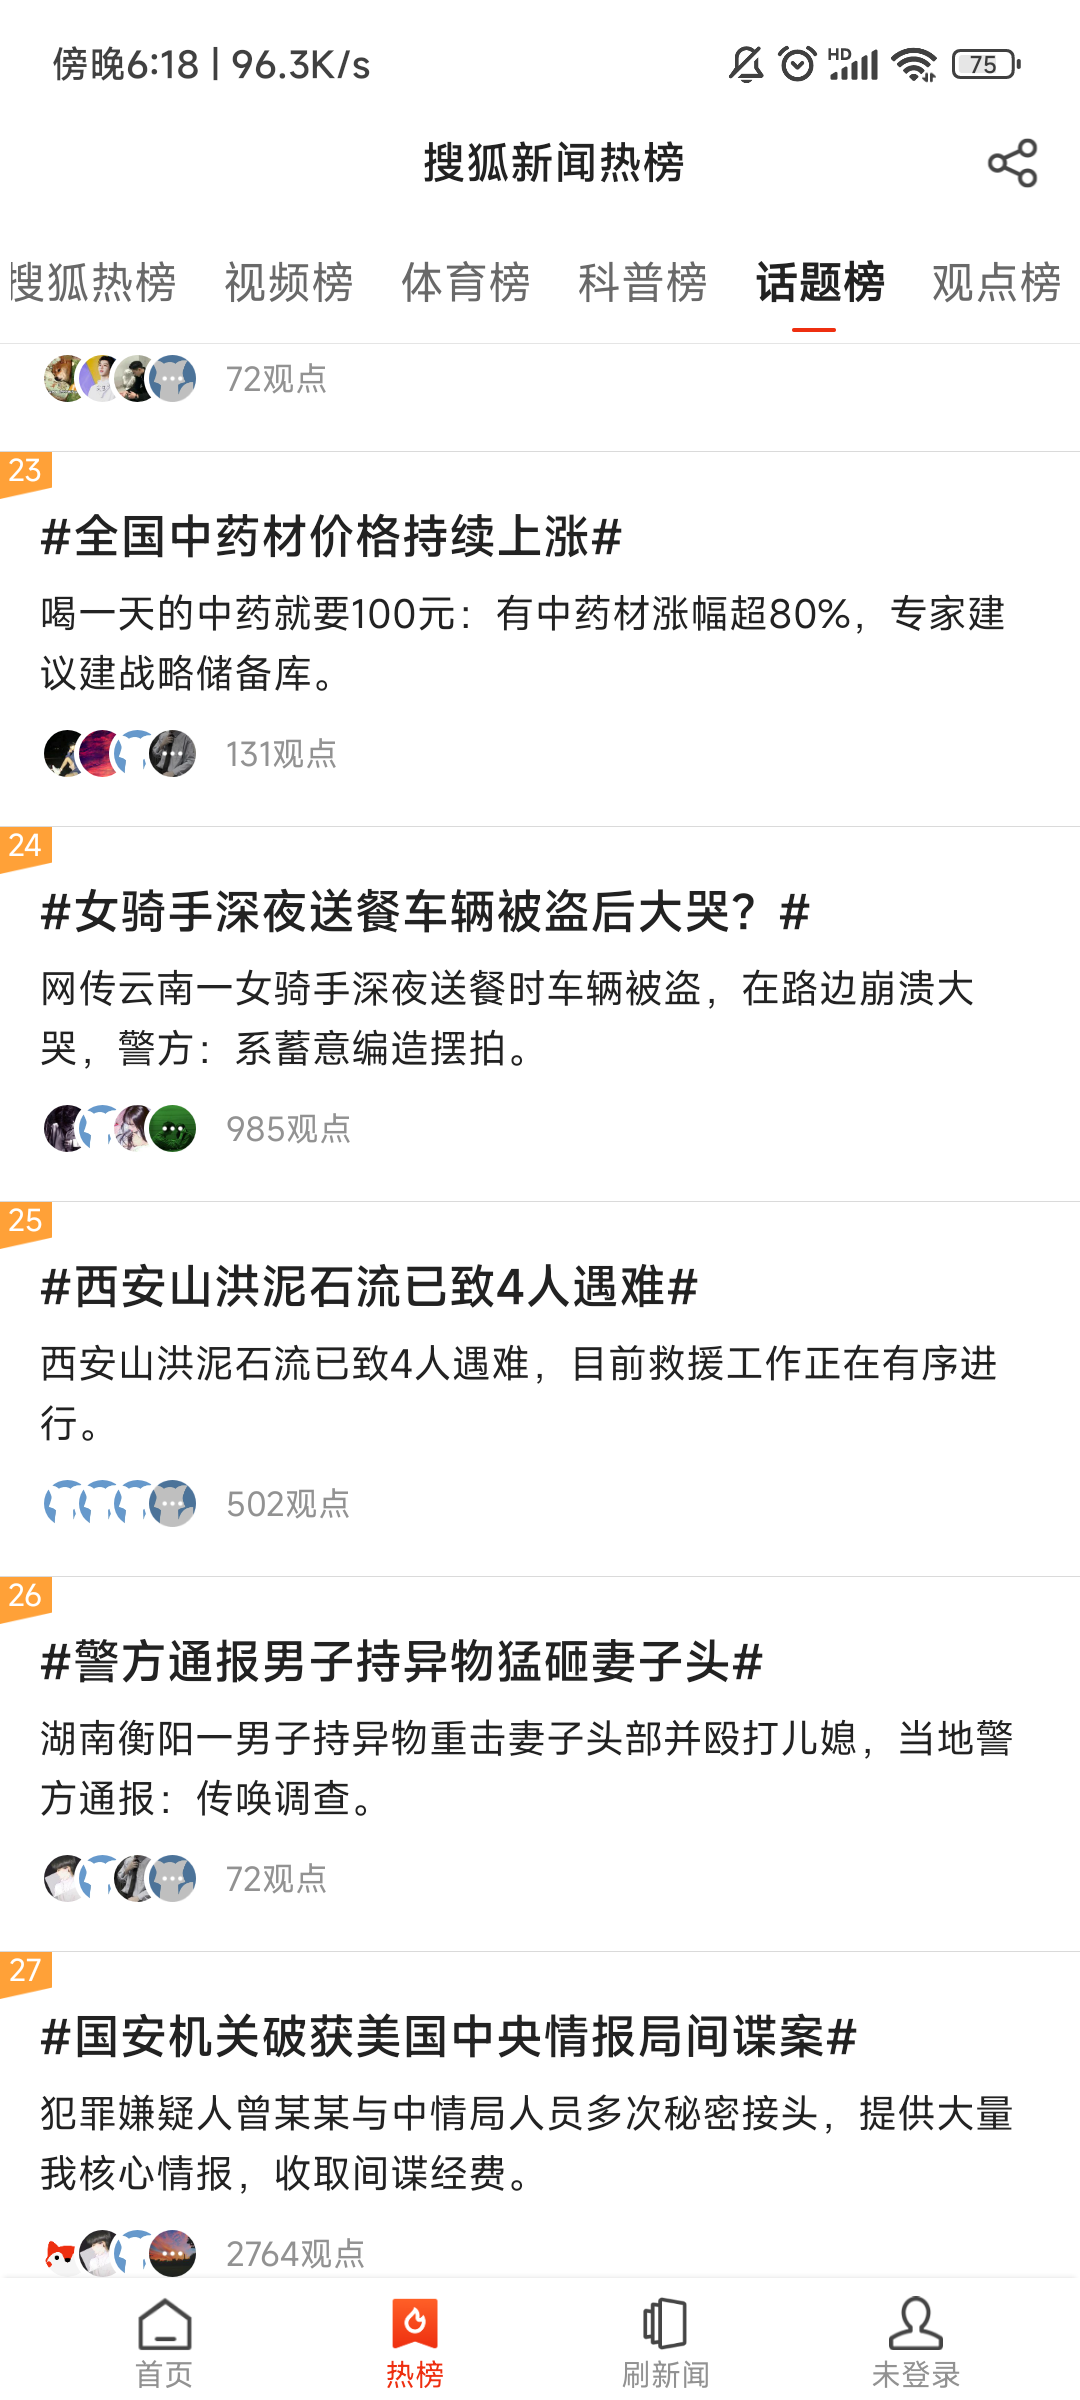 傍晚6:18 | 96.3K/s
HD
75
搜狐新闻热榜
搜狐热榜 视频榜 体育榜 科普榜 话题榜 观点榜
72观点
23
#全国中药材价格持续上涨#
喝一天的中药就要100元：有中药材涨幅超80%，专家建
议建战略储备库。
131观点
24
#女骑手深夜送餐车辆被盗后大哭？#
网传云南一女骑手深夜送餐时车辆被盗，在路边崩溃大
哭，警方：系蓄意编造摆拍。
985观点
25
#西安山洪泥石流已致4人遇难#
西安山洪泥石流已致4人遇难，目前救援工作正在有序进
行。
502观点
26
#警方通报男子持异物猛砸妻子头#
湖南衡阳一男子持异物重击妻子头部并殴打儿媳，当地警
方通报：传唤调查。
72观点
27
#国安机关破获美国中央情报局间谍案#
犯罪嫌疑人曾某某与中情局人员多次秘密接头，提供大量
我核心情报，收取间谍经费。
2764观点
首页 热榜 刷新闻 未登录